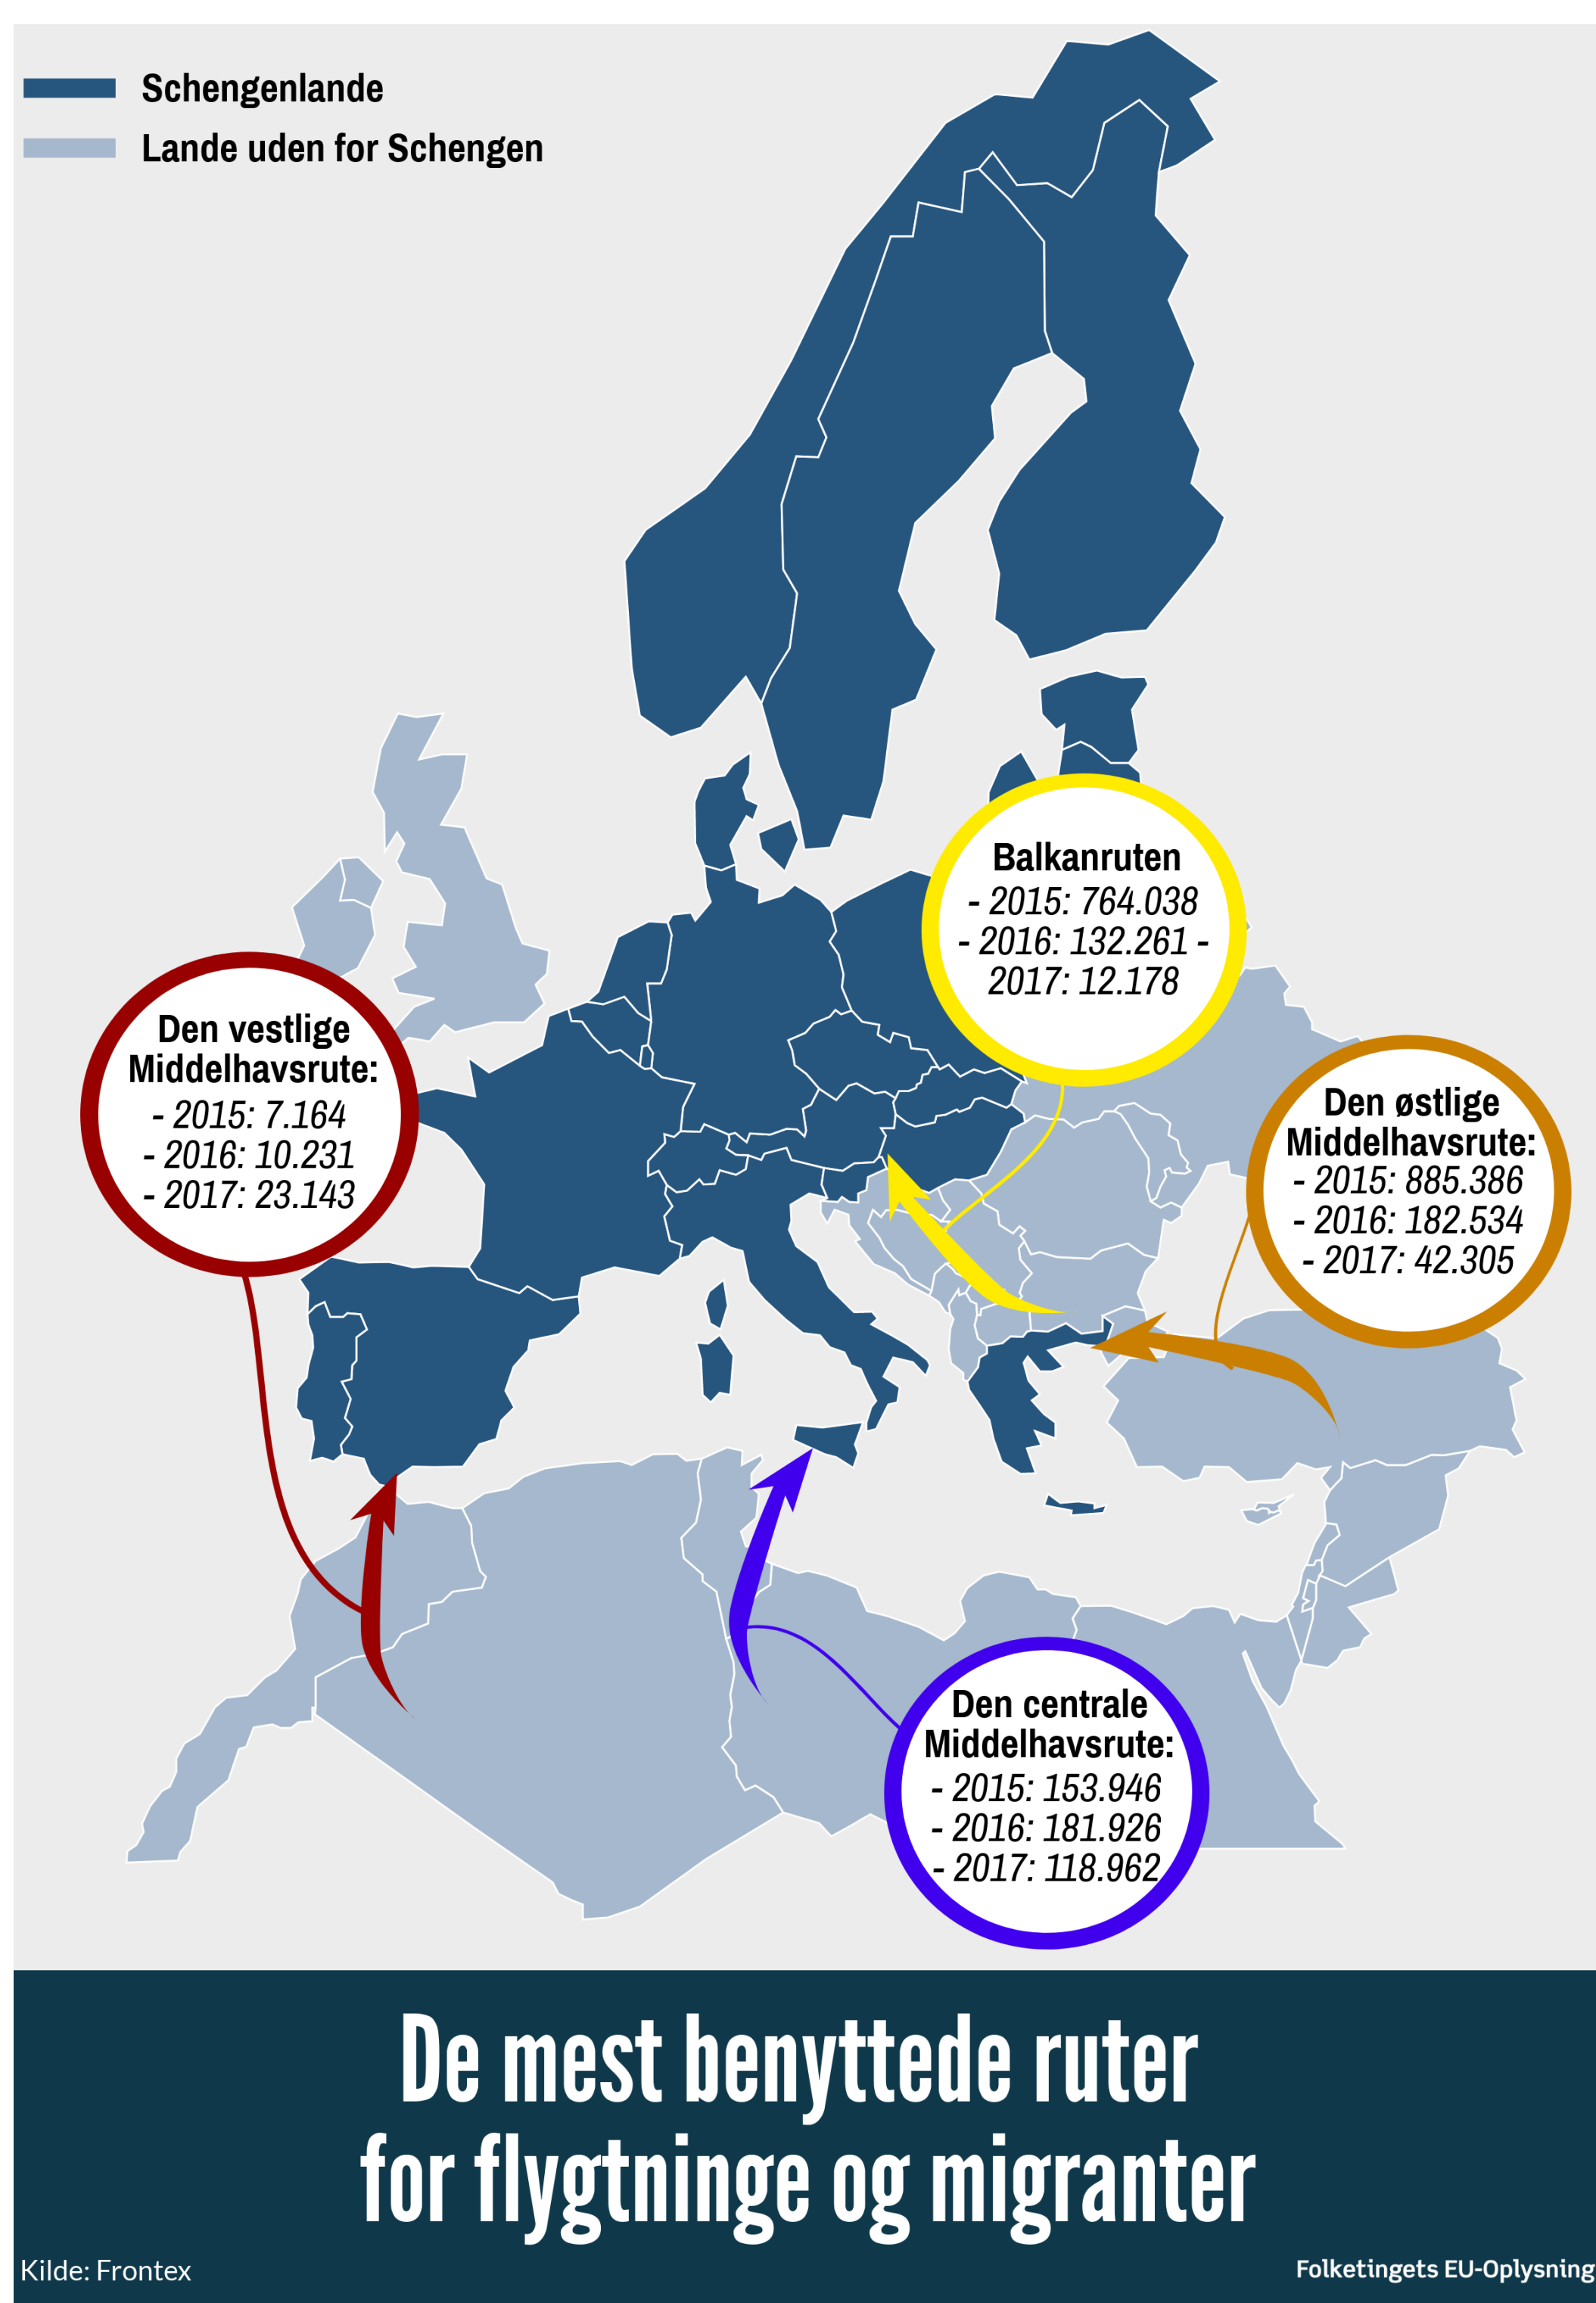 Schengenlande
Lande uden for Schengen
Balkanruten
- 2015: 764.038
- 2016: 132.261 -
2017: 12.178
Den vestlige
Middelhavsrute:
- 2015: 7.164
- 2016: 10.231
- 2017: 23.143
Den østlige
Middelhavsrute:
- 2015: 885.386
- 2016: 182.534
- 2017: 42.305
Den centrale
Middelhavsrute:
- 2015: 153.946
- 2016: 181.926
- 2017: 118.962
De mest benyttede ruter
for flygtninge og migranter
Kilde: Frontex
Folketingets EU-Oplysning